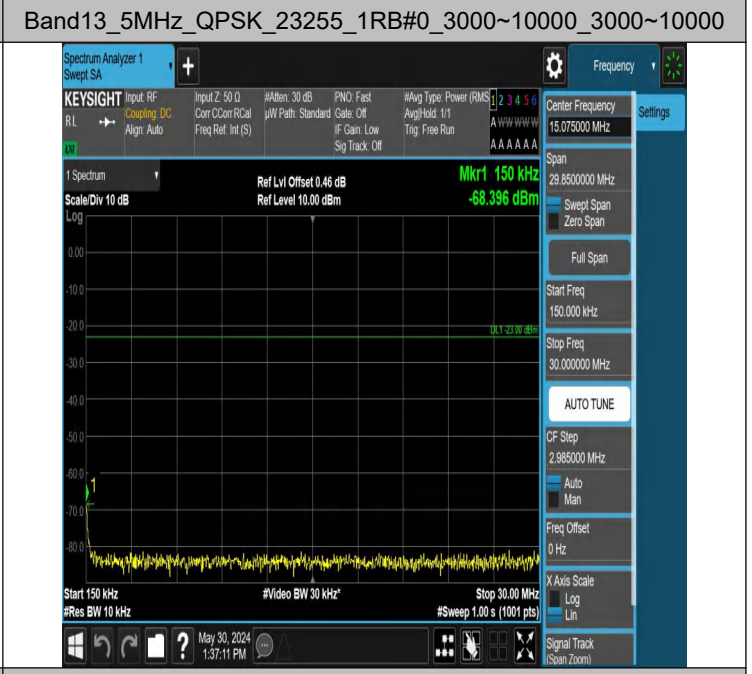 Band13_5MHz_QPSK_23255_1RB#0_3000~10000_3000~10000
Spectrum Analyzer 1
Swept SA
+
Frequency
KEYSIGHT
RL
Input: RF
Coupling: DC
Align: Auto
Input Z: 50 Ω
Corr CCorr RCal
Freq Ref: Int (S)
#Atten: 30 dB
µW Path: Standard
PNO: Fast
Gate: Off
IF Gain: Low
Sig Track: Off
#Avg Type: Power (RMS
Avg|Hold: 1/1
Trig: Free Run
1 2 3 4 5 6
A W W W W W
A A A A A A
Center Frequency
15.075000 MHz
Settings
Span
29.8500000 MHz
Swept Span
Zero Span
Full Span
Start Freq
150.000 kHz
Stop Freq
30.000000 MHz
AUTO TUNE
CF Step
2.985000 MHz
Auto
Man
Freq Offset
0 Hz
X Axis Scale
Log
Lin
Signal Track
(Span Zoom)
1 Spectrum
Scale/Div 10 dB
Ref Lvl Offset 0.46 dB
Ref Level 10.00 dBm
Mkr1 150 kHz
-68.396 dBm
Log
0.00
-10.0
-20.0
DL1 -23.00 dBm
-30.0
-40.0
-50.0
-60.0
1
-70.0
-80.0
Start 150 kHz
#Video BW 30 kHz*
Stop 30.00 MHz
#Res BW 10 kHz
#Sweep 1.00 s (1001 pts)
?
May 30, 2024
1:37:11 PM